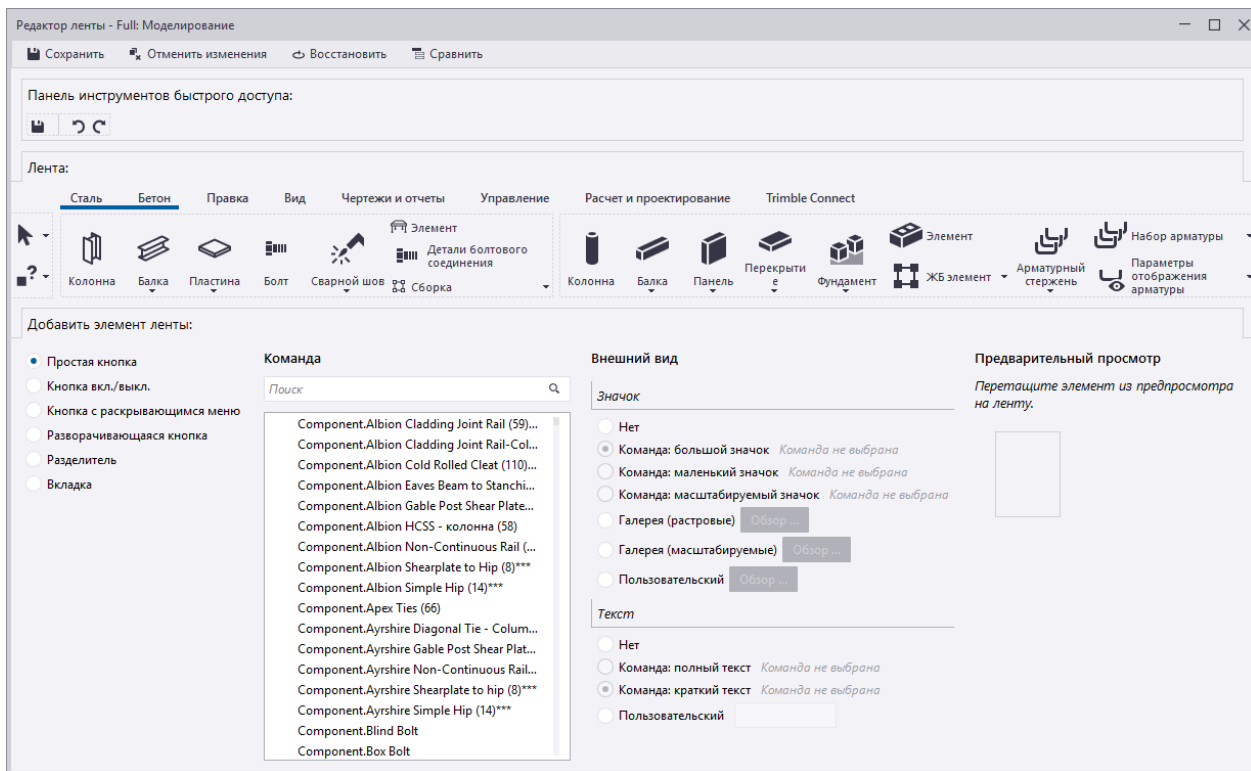 Редактор ленты - Full: Моделирование
Сохранить Отменить изменения Восстановить Сравнить
Панель инструментов быстрого доступа:
Лента:
Сталь Бетон Правка Вид Чертежи и отчеты Управление Расчет и проектирование Trimble Connect
Колонна Балка Пластина Болт Сварной шов
Элемент
Детали болтового
соединения
Сборка
Колонна Балка Панель
Перекрыти
е
Фундамент
Элемент
ЖБ элемент
Арматурный
стержень
Набор арматуры
Параметры
отображения
арматуры
Добавить элемент ленты:
Простая кнопка
Кнопка вкл./выкл.
Кнопка с раскрывающимся меню
Разворачивающаяся кнопка
Разделитель
Вкладка
Команда
Поиск
Component.Albion Cladding Joint Rail (59)...
Component.Albion Cladding Joint Rail-Col...
Component.Albion Cold Rolled Cleat (110)...
Component.Albion Eaves Beam to Stanchi...
Component.Albion Gable Post Shear Plate...
Component.Albion HCSS - колонна (58)
Component.Albion Non-Continuous Rail (...
Component.Albion Shearplate to Hip (8)***
Component.Albion Simple Hip (14)***
Component.Apex Ties (66)
Component.Ayrshire Diagonal Tie - Colum...
Component.Ayrshire Gable Post Shear Plat...
Component.Ayrshire Non-Continuous Rail...
Component.Ayrshire Shearplate to hip (8)***
Component.Ayrshire Simple Hip (14)***
Component.Blind Bolt
Component.Box Bolt
Внешний вид
Значок
Нет
Команда: большой значок Команда не выбрана
Команда: маленький значок Команда не выбрана
Команда: масштабируемый значок Команда не выбрана
Галерея (растровые) Обзор ...
Галерея (масштабируемые) Обзор ...
Пользовательский Обзор ...
Текст
Нет
Команда: полный текст Команда не выбрана
Команда: краткий текст Команда не выбрана
Пользовательский
Предварительный просмотр
Перетащите элемент из предпросмотра
на ленту.